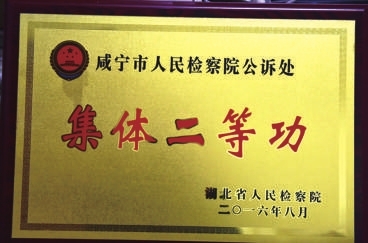 咸宁市人民检察院公诉处
集体二等功
湖北省人民检察院
二〇一六年八月